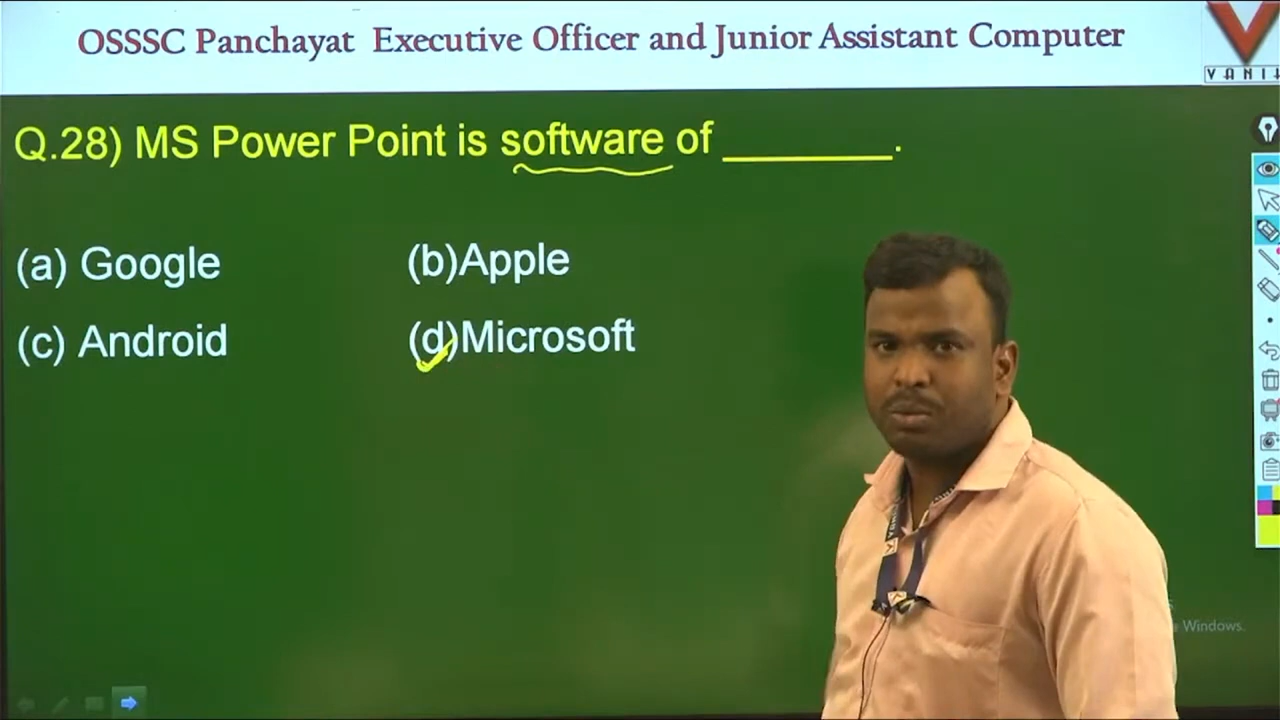 OSSSC Panchayat Executive Officer and Junior Assistant Computer
VANI
Q.28) MS Power Point is software of ________.
(a) Google (b)Apple
(c) Android (d)Microsoft
Windows.